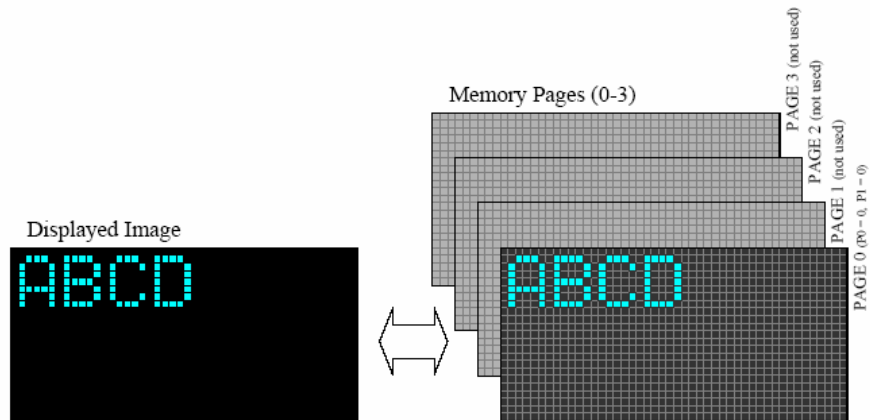 Memory Pages (0-3)
PAGE 3 (not used)
PAGE 2 (not used)
PAGE 1 (not used)
PAGE 0 (P0 = 0, P1 = 0)
Displayed Image
ABCD
ABCD